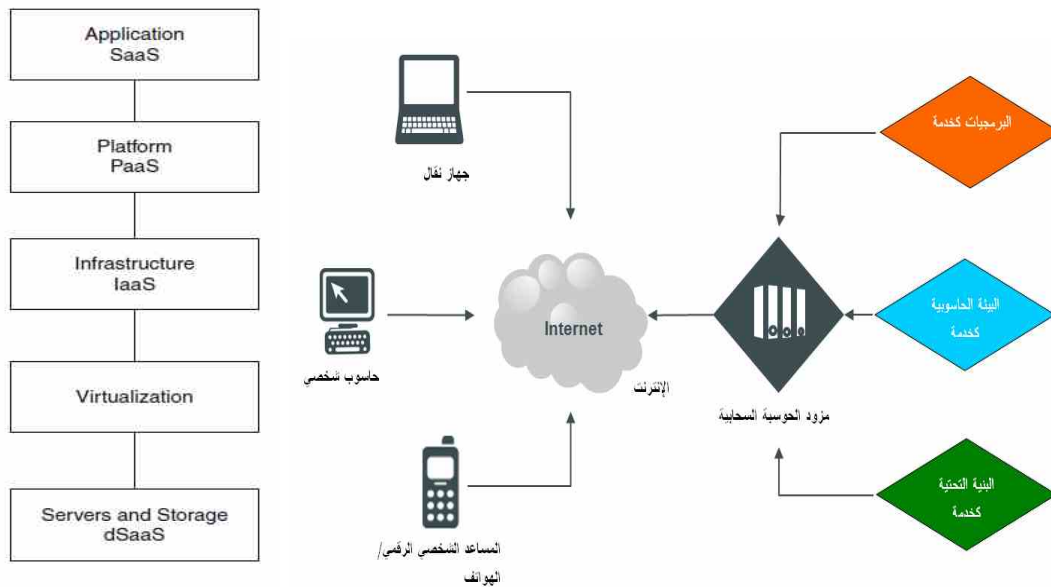 Application
SaaS
Platform
PaaS
Infrastructure
IaaS
Virtualization
Servers and Storage
dSaaS
جهاز نقال
حاسوب شخصي
المساعد الشخصي الرقمي/
الهواتف
Internet
الإنترنت
مزود الحوسبة السحابية
البرمجيات كخدمة
البيئة الحاسوبية
كخدمة
البنية التحتية
كخدمة